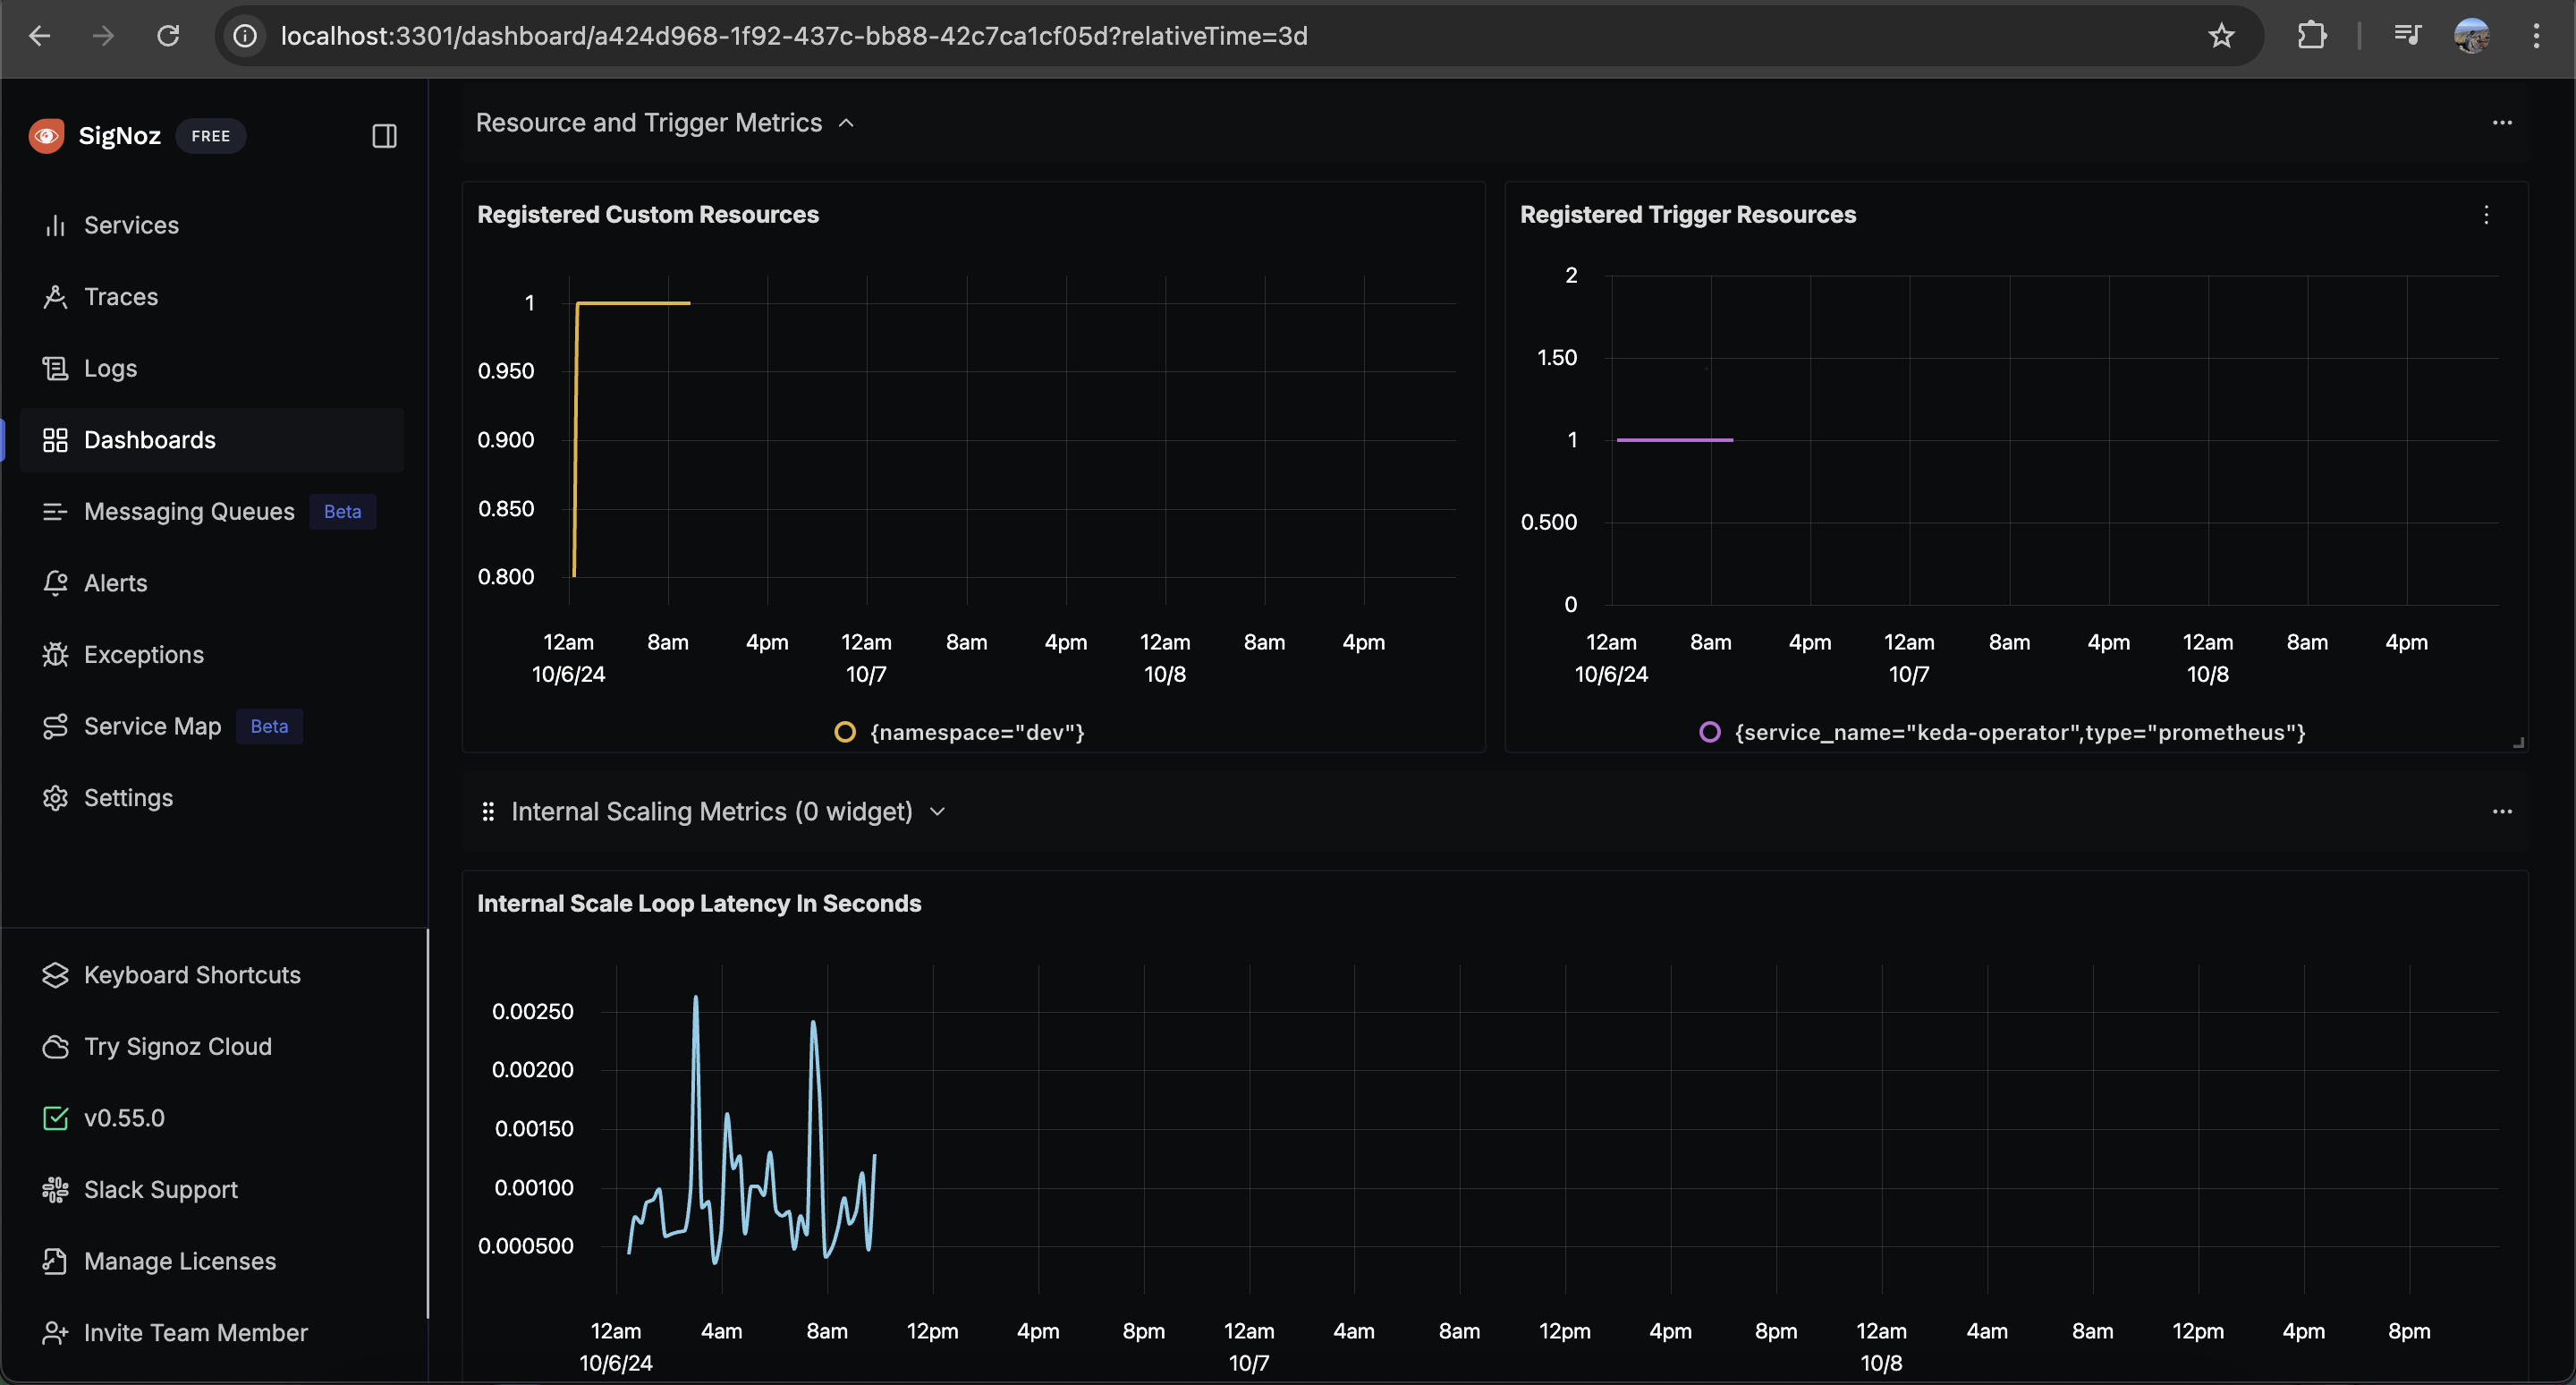 localhost:3301/dashboard/a424d968-1f92-437c-bb88-42c7ca1cf05d?relativeTime=3d
SigNoz FREE
Services
Traces
Logs
Dashboards
Messaging Queues Beta
Alerts
Exceptions
Service Map Beta
Settings
Keyboard Shortcuts
Try Signoz Cloud
v0.55.0
Slack Support
Manage Licenses
Invite Team Member
Resource and Trigger Metrics
Registered Custom Resources
1
0.950
0.900
0.850
0.800
12am 8am 4pm 12am 8am 4pm 12am 8am 4pm
10/6/24 10/7 10/8
{namespace="dev"}
Registered Trigger Resources
2
1.50
1
0.500
0
12am 8am 4pm 12am 8am 4pm 12am 8am 4pm
10/6/24 10/7 10/8
{service_name="keda-operator",type="prometheus"}
Internal Scaling Metrics (0 widget)
Internal Scale Loop Latency In Seconds
0.00250
0.00200
0.00150
0.00100
0.000500
12am 4am 8am 12pm 4pm 8pm 12am 4am 8am 12pm 4pm 8pm 12am 4am 8am 12pm 4pm 8pm
10/6/24 10/7 10/8